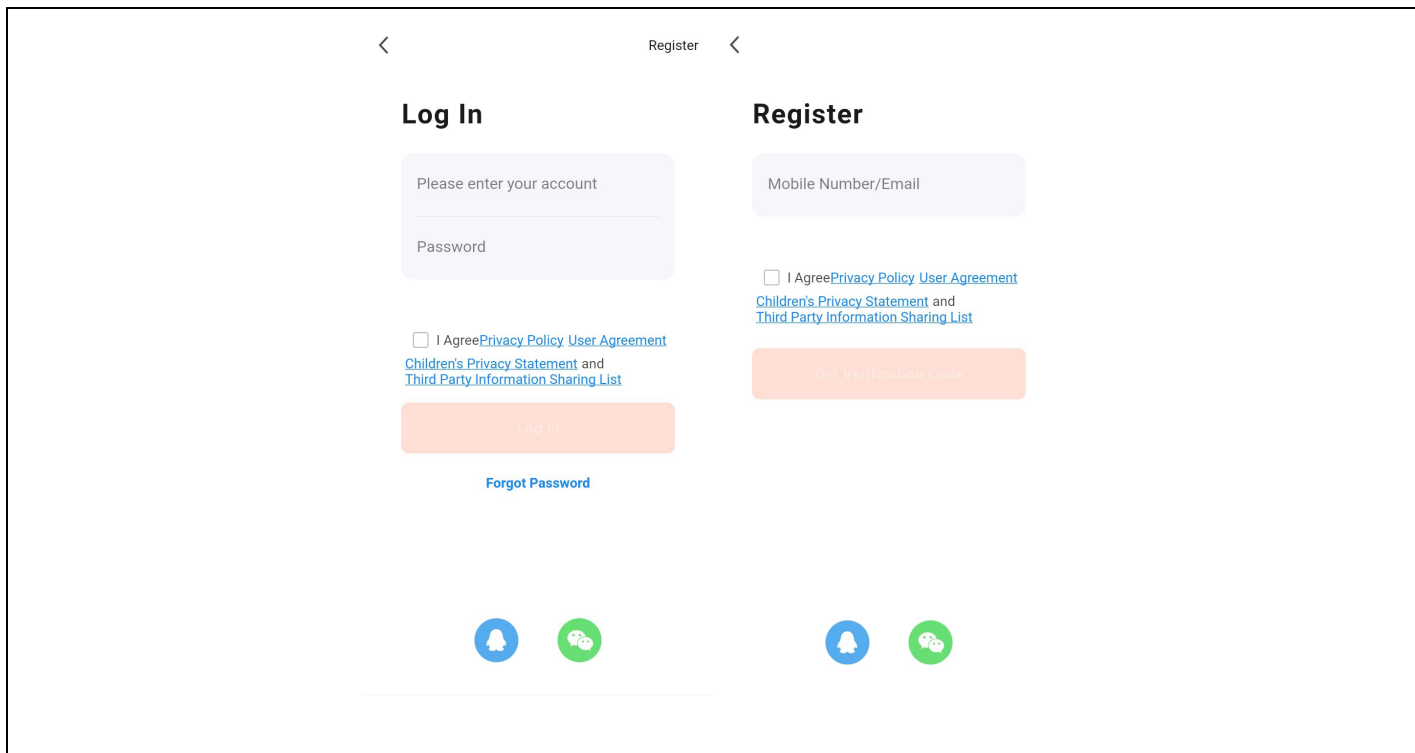 Register
Log In
Please enter your account
Password
I AgreePrivacy Policy User Agreement
Children's Privacy Statement and
Third Party Information Sharing List
Log In
Forgot Password
Register
Mobile Number/Email
I AgreePrivacy Policy User Agreement
Children's Privacy Statement and
Third Party Information Sharing List
Get Verification Code